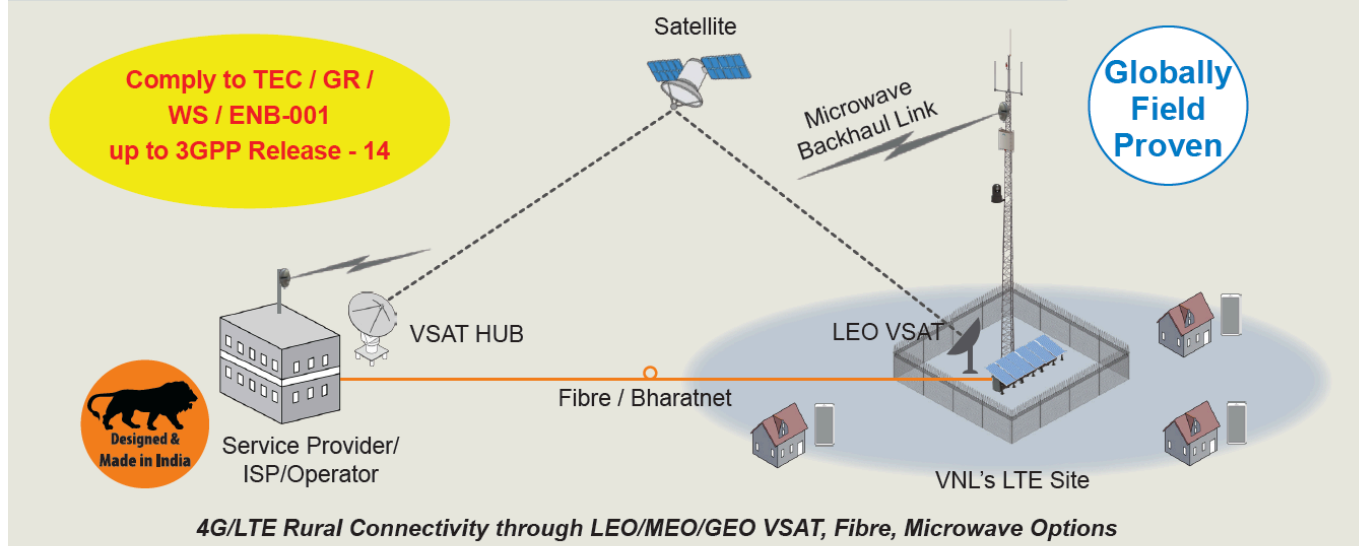 Satellite
Comply to TEC / GR /
WS / ENB-001
up to 3GPP Release - 14
Microwave
Backhaul Link
Globally
Field
Proven
VSAT HUB
LEO VSAT
Fibre / Bharatnet
Designed &
Made in India
Service Provider/
ISP/Operator
VNL's LTE Site
4G/LTE Rural Connectivity through LEO/MEO/GEO VSAT, Fibre, Microwave Options